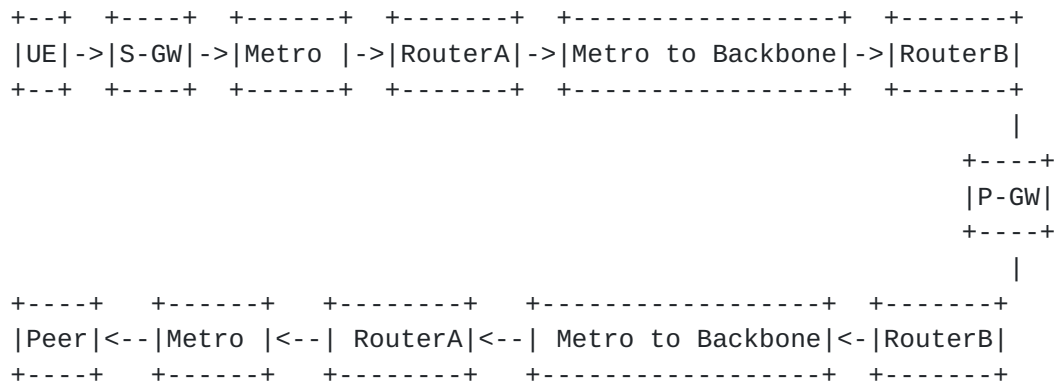 +--+  +----+  +------+  +-------+  +----------------+  +-------+
|UE|->|S-GW|->|Metro |->|RouterA|->|Metro to Backbone|->|RouterB|
+--+  +----+  +------+  +-------+  +----------------+  +-------+
|
+----+
|P-GW|
+----+
|
+----+   +------+   +--------+   +-----------------+  +-------+
|Peer|<--|Metro |<--| RouterA|<--| Metro to Backbone|<-|RouterB|
+----+   +------+   +--------+   +-----------------+  +-------+